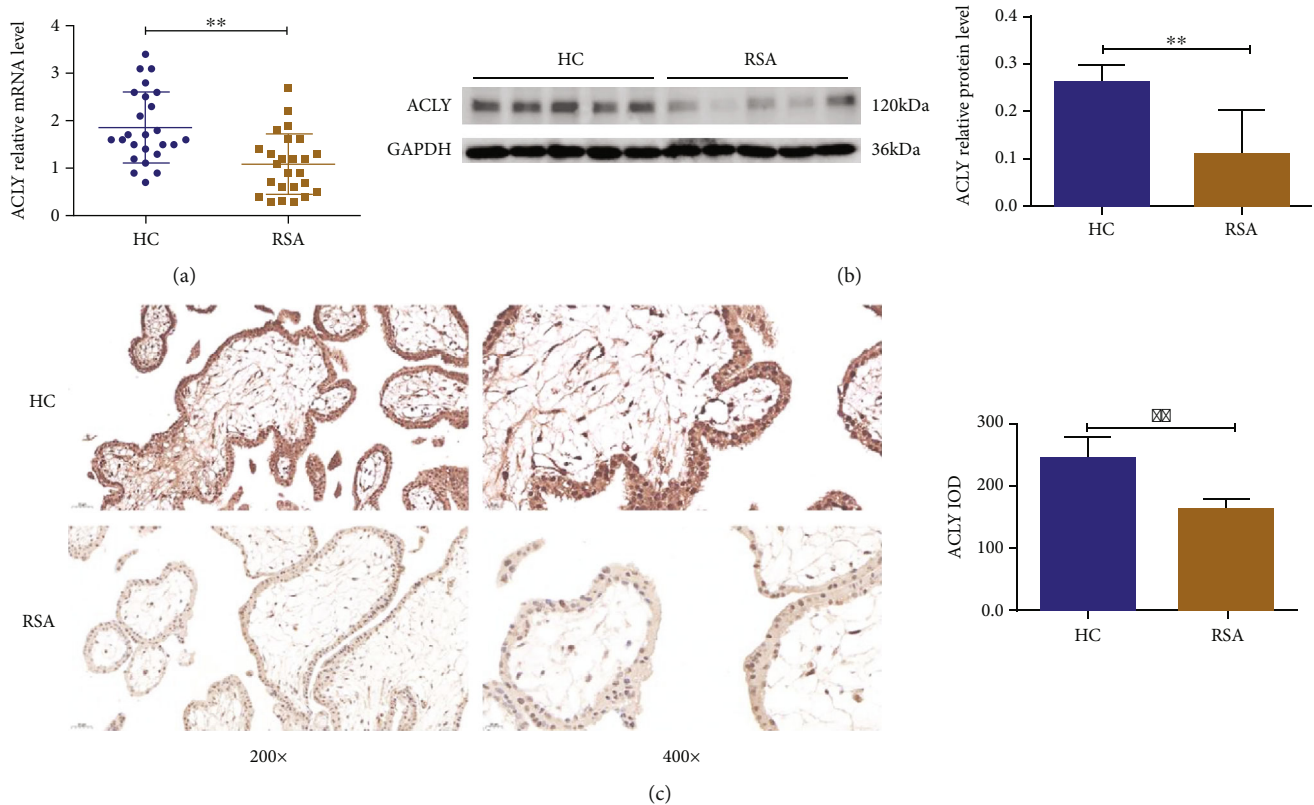 ACLY relative mRNA level
4
3
2
1
0
**
HC
RSA
(a)
HC
RSA
ACLY
120kDa
GAPDH
36kDa
ACLY relative protein level
0.4
0.3
0.2
0.1
0.0
**
HC
RSA
(b)
HC
RSA
200×
400×
ACLY IOD
300
200
100
0.0
HC
RSA
(c)